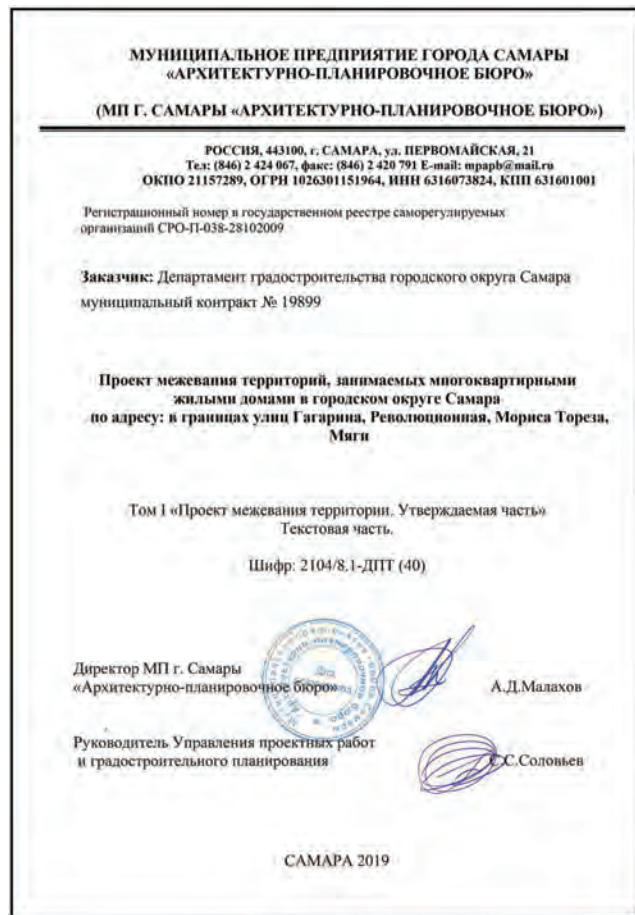 МУНИЦИПАЛЬНОЕ ПРЕДПРИЯТИЕ ГОРОДА САМАРЫ
«АРХИТЕКТУРНО-ПЛАНИРОВОЧНОЕ БЮРО»
(МП Г. САМАРЫ «АРХИТЕКТУРНО-ПЛАНИРОВОЧНОЕ БЮРО»)
РОССИЯ, 443100, г. САМАРА, ул. ПЕРВОМАЙСКАЯ, 21
Тел: (846) 2 424 067, факс: (846) 2 420 791 E-mail: mpapb@mail.ru
ОКПО 21157289, ОГРН 1026301151964, ИНН 6316073824, КПП 631601001
Регистрационный номер в государственном реестре саморегулируемых
организаций СРО-П-038-28102009
Заказчик: Департамент градостроительства городского округа Самара
муниципальный контракт № 19899
Проект межевания территорий, занимаемых многоквартирными
жилыми домами в городском округе Самара
по адресу: в границах улиц Гагарина, Революционная, Мориса Тореза,
Мяги
Том I «Проект межевания территории. Утверждаемая часть»
Текстовая часть.
Шифр: 2104/8.1-ДПТ (40)
Директор МП г. Самары
«Архитектурно-планировочное бюро»
А.Д.Малахов
Руководитель Управления проектных работ
и градостроительного планирования
С.С.Соловьев
САМАРА 2019